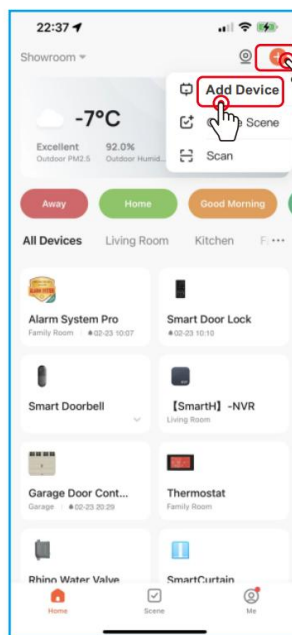 22:37
Showroom
Add Device
-7°C
Scene
Excellent 92.0%
Outdoor PM2.5 Outdoor Humid...
Scan
Away Home Good Morning
All Devices Living Room Kitchen F
Alarm System Pro
Family Room 02-23 10:07
Smart Door Lock
02-23 10:10
Smart Doorbell
【SmartH】-NVR
Living Room
Garage Door Cont...
Garage 02-23 20:29
Thermostat
Family Room
Rhino Water Valve
SmartCurtain
Home Scene Me